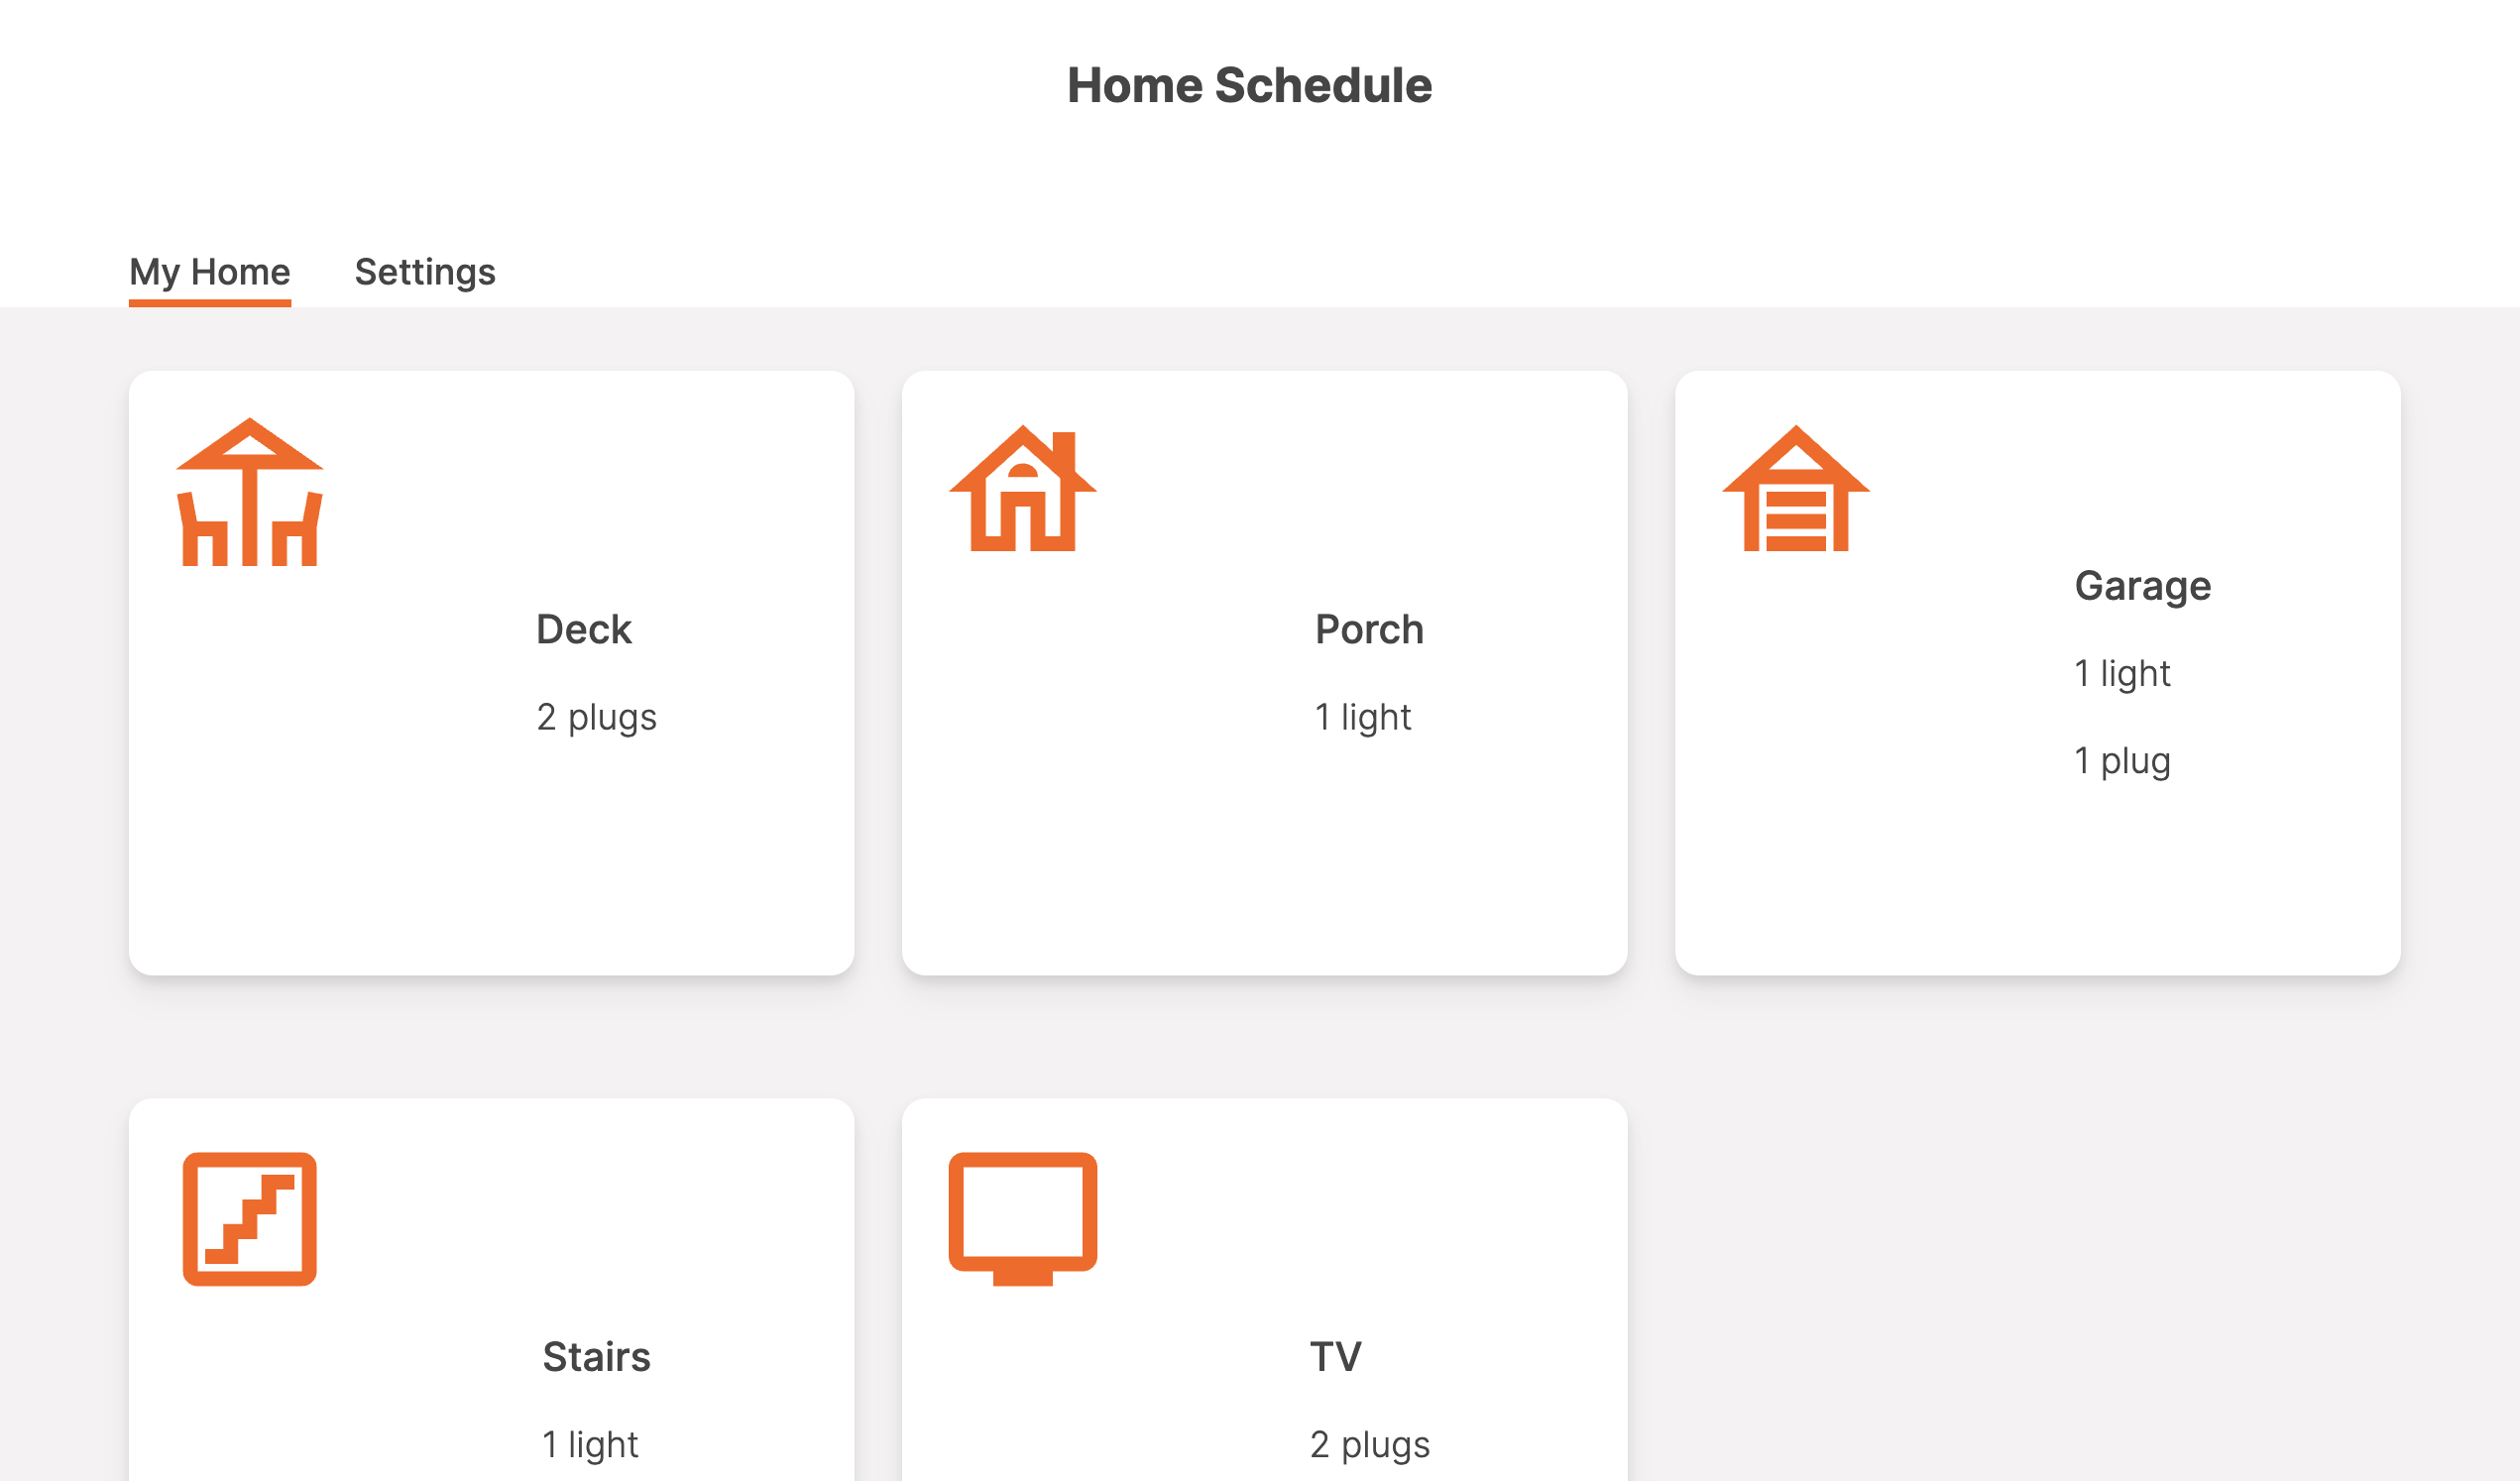 Home Schedule
My Home
Settings
Deck
2 plugs
Porch
1 light
Garage
1 light
1 plug
Stairs
1 light
TV
2 plugs